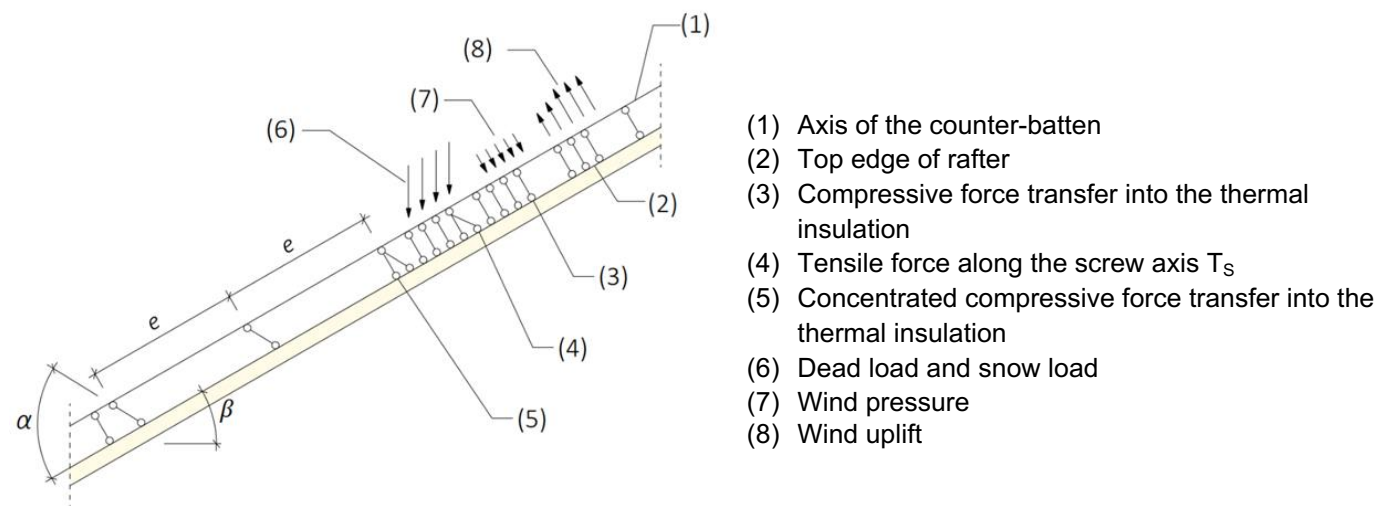 (1)
(8)
(7)
(6)
(2)
e
(3)
e
(4)
α
β
(5)
(1) Axis of the counter-batten
(2) Top edge of rafter
(3) Compressive force transfer into the thermal
insulation
(4) Tensile force along the screw axis TS
(5) Concentrated compressive force transfer into the
thermal insulation
(6) Dead load and snow load
(7) Wind pressure
(8) Wind uplift